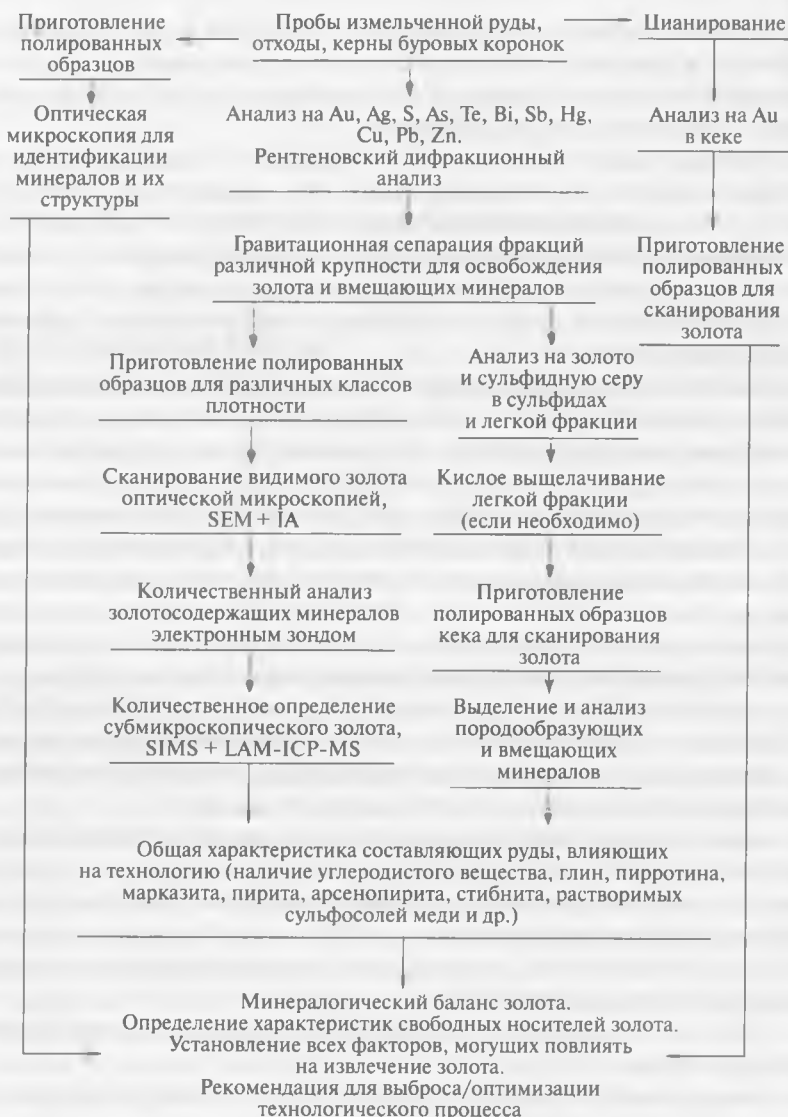 Приготовление
полированных
образцов
Пробы измельченной руды,
отходы, керны буровых коронок
Цианирование
Оптическая
микроскопия для
идентификации
минералов и их
структуры
Анализ на Au, Ag, S, As, Te, Bi, Sb, Hg,
Cu, Pb, Zn.
Рентгеновский дифракционный
анализ
Анализ на Au
в кеке
Гравитационная сепарация фракций
различной крупности для освобождения
золота и вмещающих минералов
Приготовление
полированных
образцов для
сканирования
золота
Приготовление полированных
образцов для различных классов
плотности
Анализ на золото
и сульфидную серу
в сульфидах
и легкой фракции
Сканирование видимого золота
оптической микроскопией,
SEM + IA
Кислое выщелачивание
легкой фракции
(если необходимо)
Количественный анализ
золотосодержащих минералов
электронным зондом
Приготовление
полированных образцов
кека для сканирования
золота
Количественное определение
субмикроскопического золота,
SIMS + LAM-ICP-MS
Выделение и анализ
породообразующих
и вмещающих
минералов
Общая характеристика составляющих руды, влияющих
на технологию (наличие углеродистого вещества, глин, пирротина,
марказита, пирита, арсенопирита, стибнита, растворимых
сульфосолей меди и др.)
Минералогический баланс золота.
Определение характеристик свободных носителей золота.
Установление всех факторов, могущих повлиять
на извлечение золота.
Рекомендация для выброса/оптимизации
технологического процесса